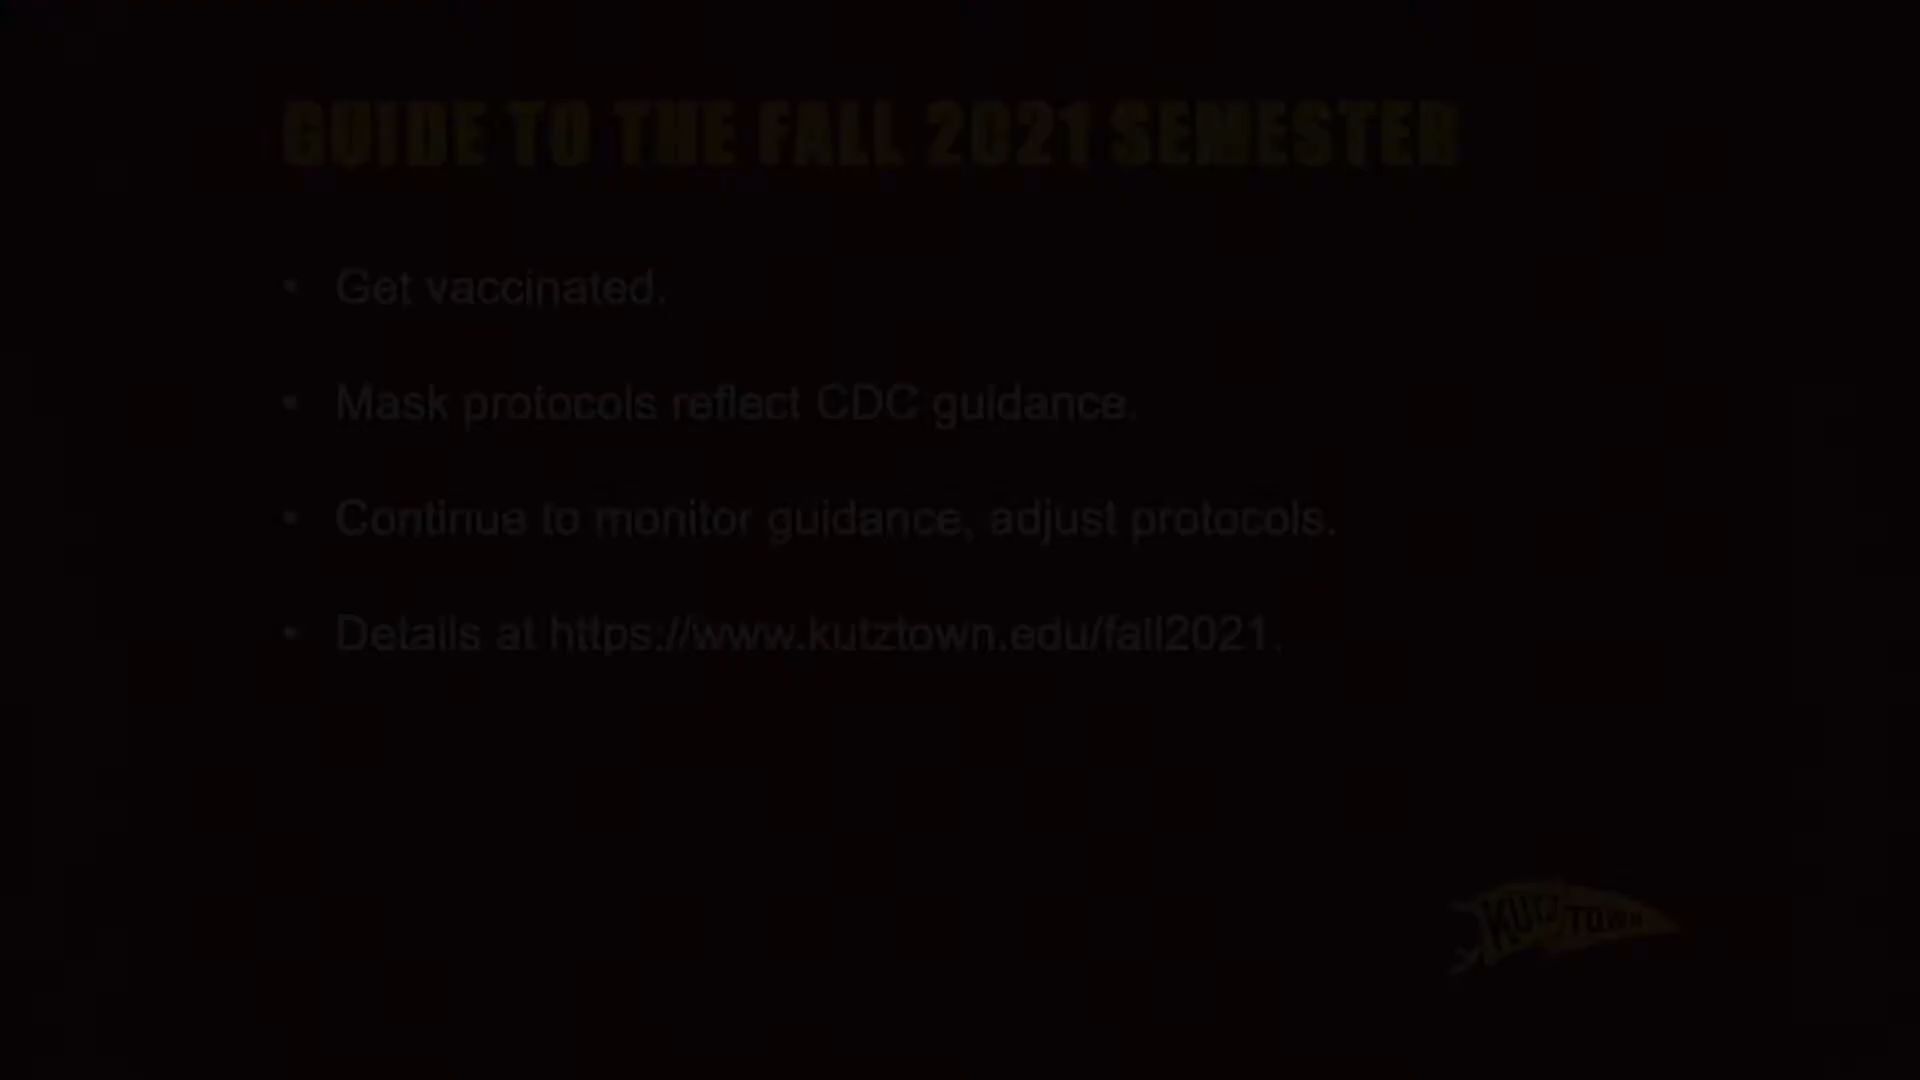 GUIDE TO THE FALL 2021 SEMESTER
• Get vaccinated.
• Mask protocols reflect CDC guidance.
• Continue to monitor guidance, adjust protocols.
• Details at https://www.kutztown.edu/fall2021.
KUTZTOWN